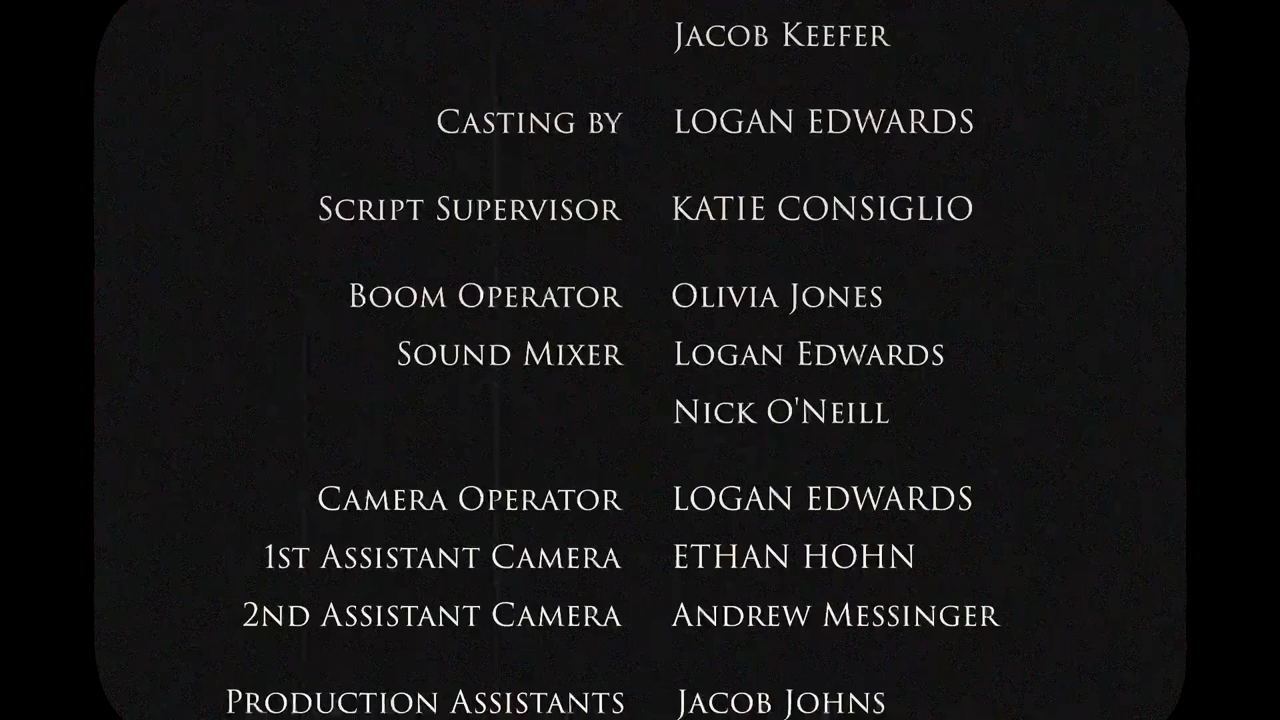 Jacob Keefer
Casting by LOGAN EDWARDS
Script Supervisor KATIE CONSIGLIO
Boom Operator Olivia Jones
Sound Mixer Logan Edwards
Nick O'Neill
Camera Operator LOGAN EDWARDS
1st Assistant Camera ETHAN HOHN
2nd Assistant Camera Andrew Messinger
Production Assistants Jacob Johns